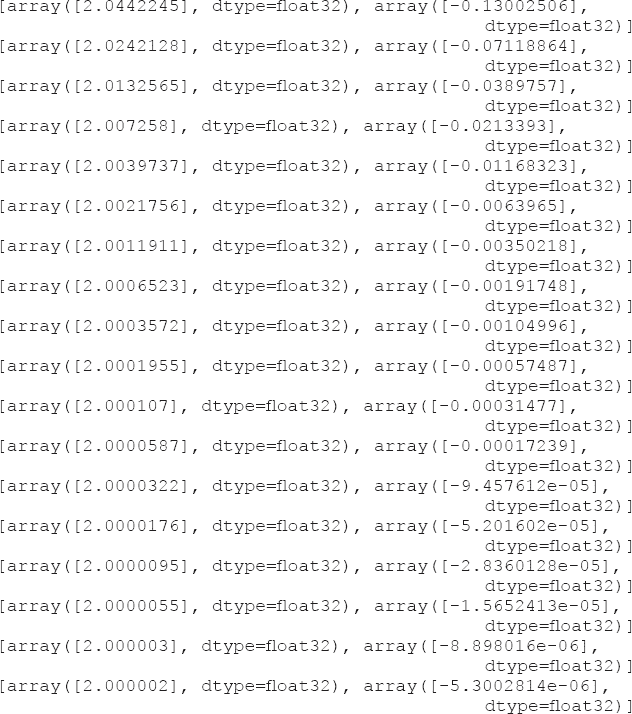 [array([2.0442245], dtype=float32), array([-0.13002506],
dtype=float32)]
[array([2.0242128], dtype=float32), array([-0.07118864],
dtype=float32)]
[array([2.0132565], dtype=float32), array([-0.0389757],
dtype=float32)]
[array([2.007258], dtype=float32), array([-0.0213393],
dtype=float32)]
[array([2.0039737], dtype=float32), array([-0.01168323],
dtype=float32)]
[array([2.0021756], dtype=float32), array([-0.0063965],
dtype=float32)]
[array([2.0011911], dtype=float32), array([-0.00350218],
dtype=float32)]
[array([2.0006523], dtype=float32), array([-0.00191748],
dtype=float32)]
[array([2.0003572], dtype=float32), array([-0.00104996],
dtype=float32)]
[array([2.0001955], dtype=float32), array([-0.00057487],
dtype=float32)]
[array([2.000107], dtype=float32), array([-0.00031477],
dtype=float32)]
[array([2.0000587], dtype=float32), array([-0.00017239],
dtype=float32)]
[array([2.0000322], dtype=float32), array([-9.457612e-05],
dtype=float32)]
[array([2.0000176], dtype=float32), array([-5.201602e-05],
dtype=float32)]
[array([2.0000095], dtype=float32), array([-2.8360128e-05],
dtype=float32)]
[array([2.0000055], dtype=float32), array([-1.5652413e-05],
dtype=float32)]
[array([2.000003], dtype=float32), array([-8.898016e-06],
dtype=float32)]
[array([2.000002], dtype=float32), array([-5.3002814e-06],
dtype=float32)]